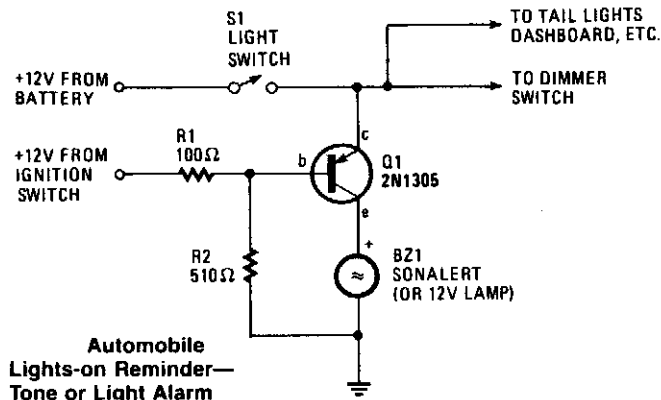 S1
LIGHT
SWITCH
TO TAIL LIGHTS
DASHBOARD, ETC.
+12V FROM
BATTERY
TO DIMMER
SWITCH
+12V FROM
IGNITION
SWITCH
R1
100Ω
b
c
Q1
2N1305
e
R2
510Ω
+
BZ1
SONALERT
(OR 12V LAMP)
≈
Automobile
Lights-on Reminder—
Tone or Light Alarm